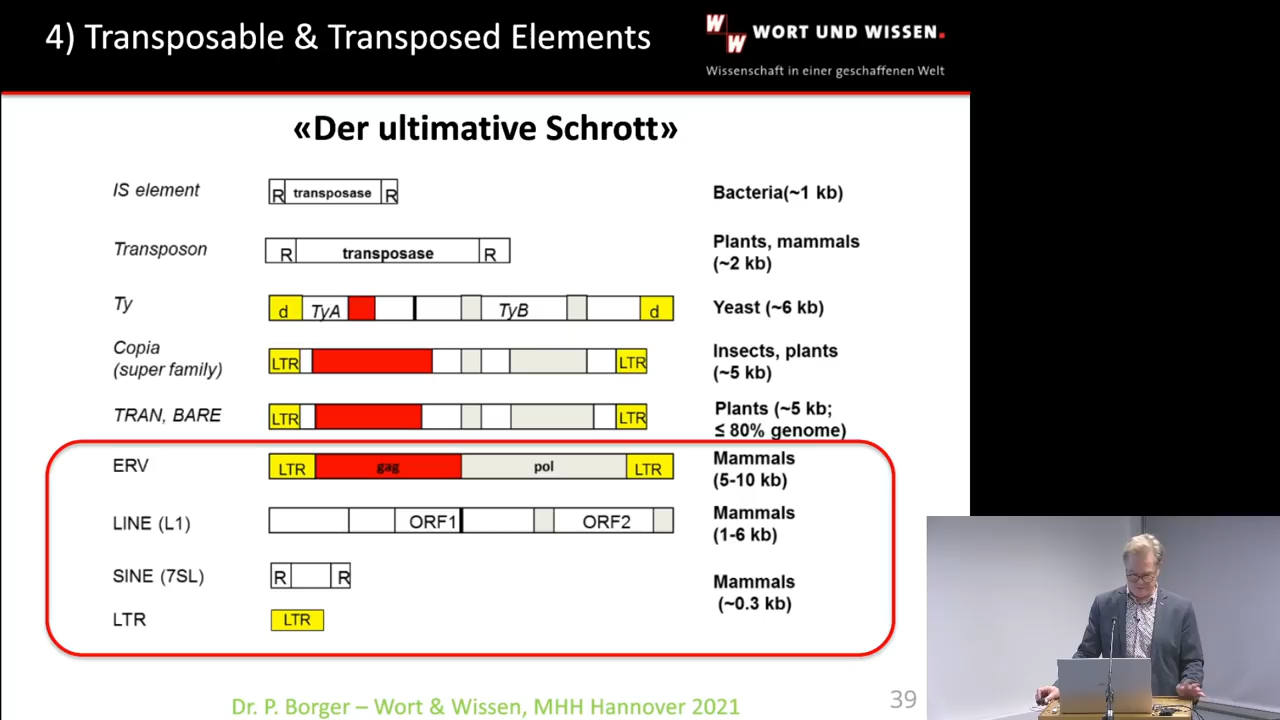 4) Transposable & Transposed Elements
W
W
WORT UND WISSEN.
Wissenschaft in einer geschaffenen Welt
«Der ultimative Schrott»
IS element
R transposase R
Bacteria(~1 kb)
Transposon
R transposase R
Plants, mammals
(~2 kb)
Ty
d TyA TyB d
Yeast (~6 kb)
Copia
(super family)
LTR LTR
Insects, plants
(~5 kb)
TRAN, BARE
LTR LTR
Plants (~5 kb;
≤ 80% genome)
ERV
LTR gag pol LTR
Mammals
(5-10 kb)
LINE (L1)
ORF1 ORF2
Mammals
(1-6 kb)
SINE (7SL)
R R
Mammals
(~0.3 kb)
LTR
LTR
Dr. P. Borger – Wort & Wissen, MHH Hannover 2021
39